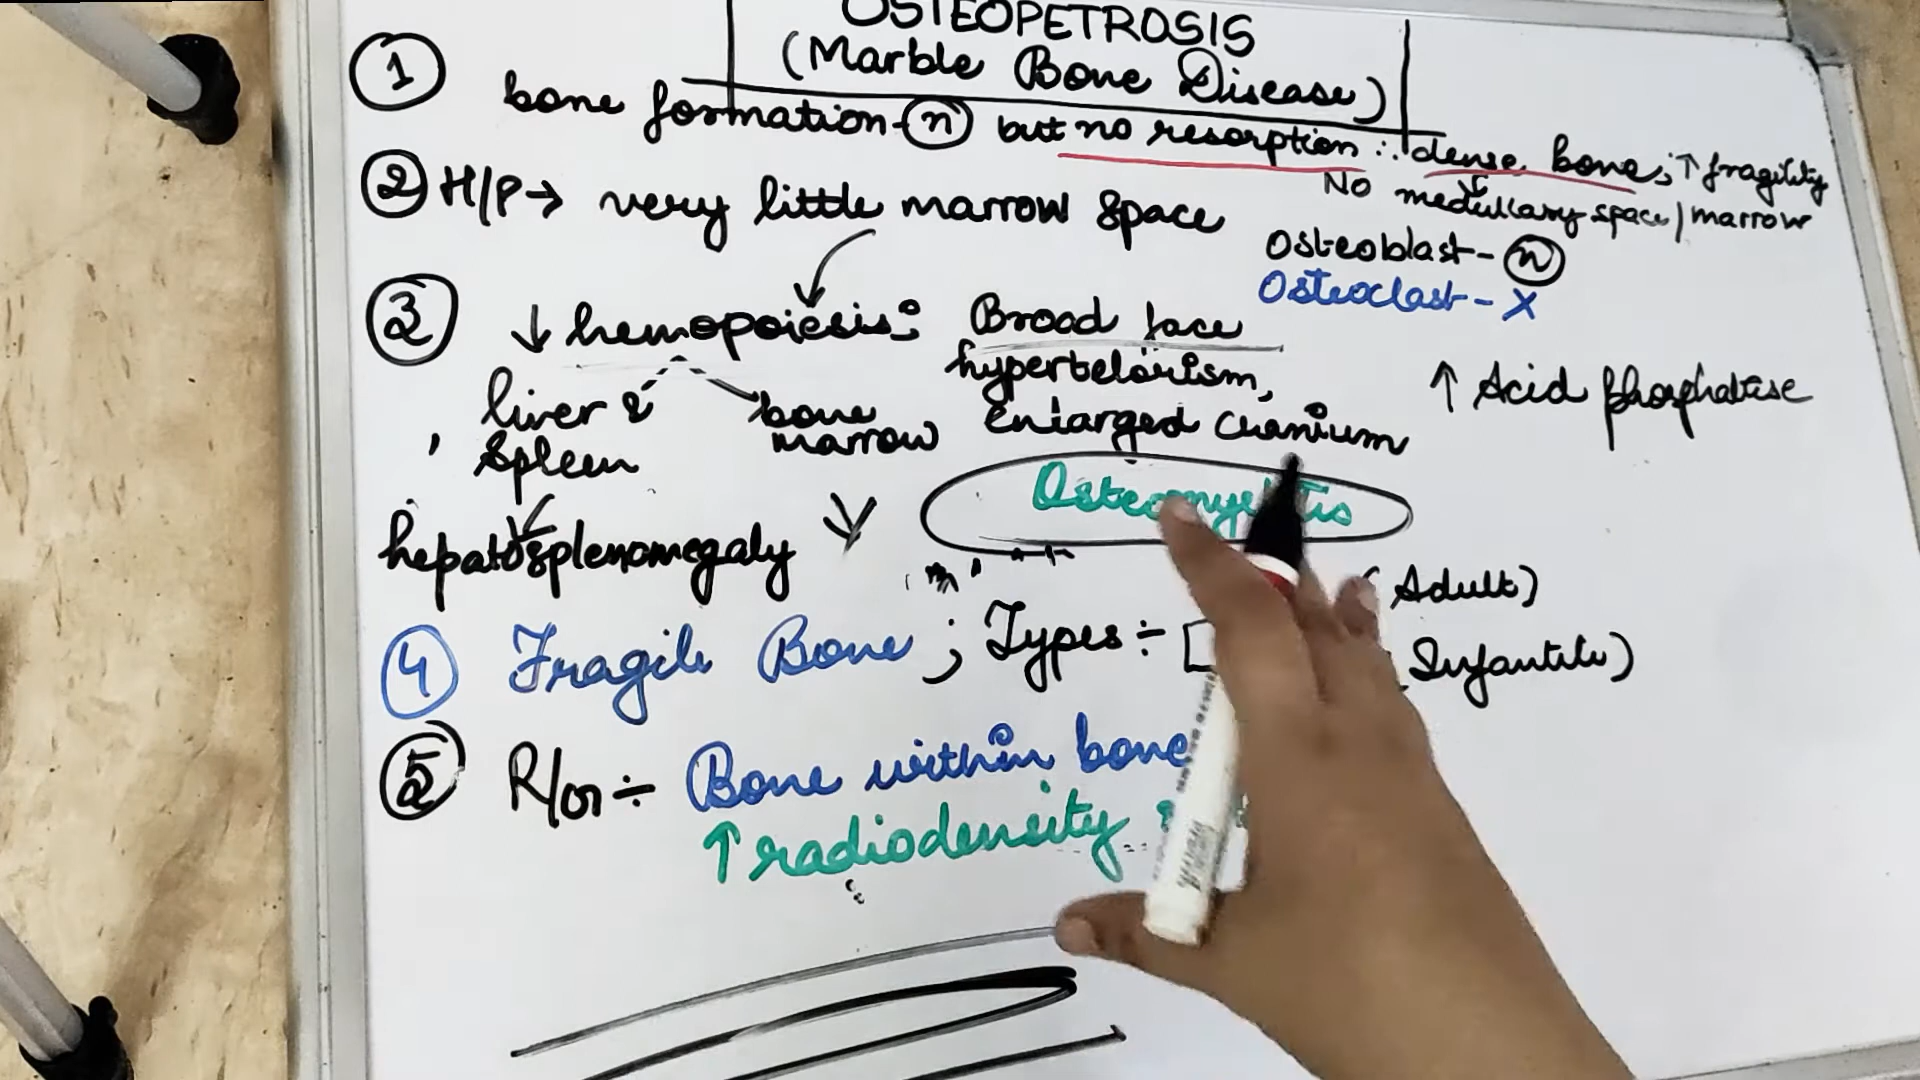 OSTEOPETROSIS
(Marble Bone Disease)
① bone formation-ⓝ but no resorption ∴ dense bone; ↑ fragility
No medullary space/marrow
② H/P → very little marrow space
Osteoblast - ⓝ
Osteoclast - X
③ ↓ hemopoiesis; Broad face
hypertelorism,
enlarged cranium
↑ Acid phosphatase
liver & spleen
bone marrow
Osteomyelitis
hepatosplenomegaly
④ Fragile Bone ; Types ÷
(Adult)
Infantile)
⑤ R/o ÷ Bone within bone
↑ radiodensity